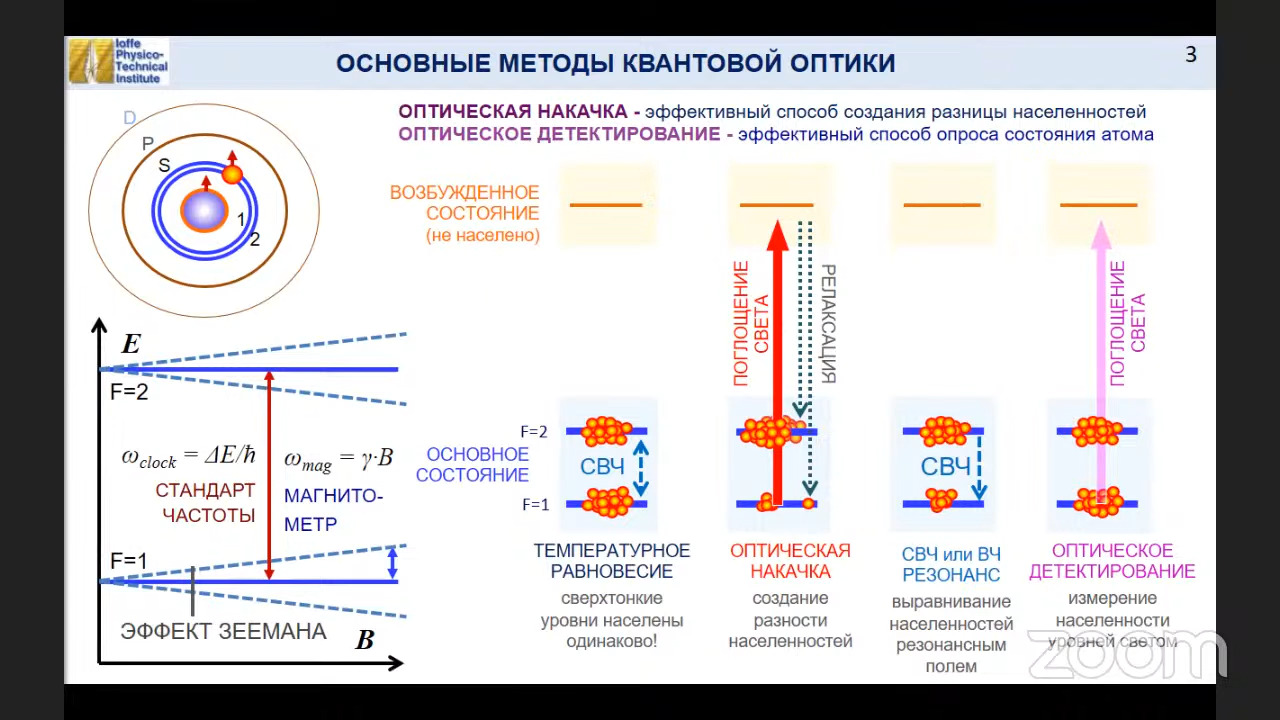 Ioffe
Physico-
Technical
Institute
ОСНОВНЫЕ МЕТОДЫ КВАНТОВОЙ ОПТИКИ
3
ОПТИЧЕСКАЯ НАКАЧКА - эффективный способ создания разницы населенностей
ОПТИЧЕСКОЕ ДЕТЕКТИРОВАНИЕ - эффективный способ опроса состояния атома
D
P
S
1
2
ВОЗБУЖДЕННОЕ
СОСТОЯНИЕ
(не населено)
ПОГЛОЩЕНИЕ
СВЕТА
РЕЛАКСАЦИЯ
ПОГЛОЩЕНИЕ
СВЕТА
E
F=2
ω_clock = ΔE/ħ
СТАНДАРТ
ЧАСТОТЫ
ω_mag = γ·B
МАГНИТО-
МЕТР
F=1
ЭФФЕКТ ЗЕЕМАНА
B
F=2
ОСНОВНОЕ
СОСТОЯНИЕ
F=1
СВЧ
СВЧ
ТЕМПЕРАТУРНОЕ
РАВНОВЕСИЕ
сверхтонкие
уровни населены
одинаково!
ОПТИЧЕСКАЯ
НАКАЧКА
создание
разности
населенностей
СВЧ или ВЧ
РЕЗОНАНС
выравнивание
населенностей
резонансным
полем
ОПТИЧЕСКОЕ
ДЕТЕКТИРОВАНИЕ
измерение
населенности
уровней светом
zoom